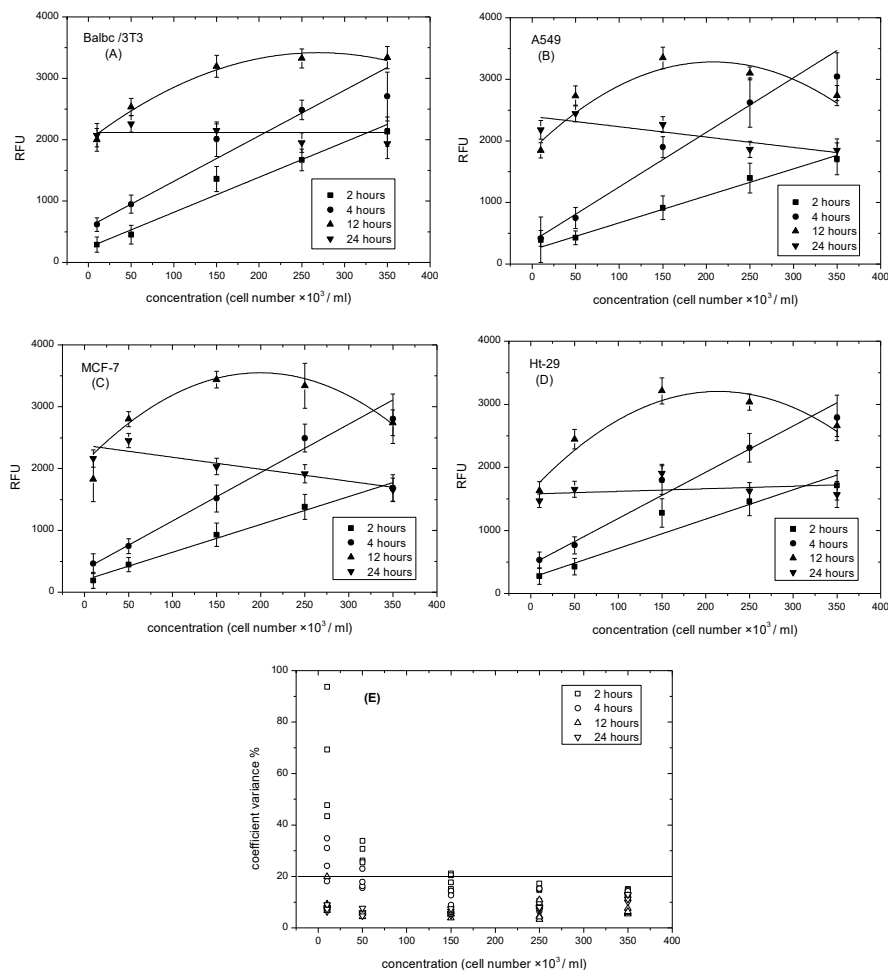 Balbc /3T3
(A)
4000
3000
2000
1000
0
RFU
2 hours
4 hours
12 hours
24 hours
0 50 100 150 200 250 300 350 400
concentration (cell number ×10³ / ml)
A549
(B)
4000
3000
2000
1000
0
RFU
2 hours
4 hours
12 hours
24 hours
0 50 100 150 200 250 300 350 400
concentration (cell number ×10³ / ml)
MCF-7
(C)
4000
3000
2000
1000
0
RFU
2 hours
4 hours
12 hours
24 hours
0 50 100 150 200 250 300 350 400
concentration (cell number ×10³ / ml)
Ht-29
(D)
4000
3000
2000
1000
0
RFU
2 hours
4 hours
12 hours
24 hours
0 50 100 150 200 250 300 350 400
concentration (cell number ×10³ / ml)
(E)
100
80
60
40
20
0
coefficient variance %
2 hours
4 hours
12 hours
24 hours
0 50 100 150 200 250 300 350 400
concentration (cell number ×10³ / ml)